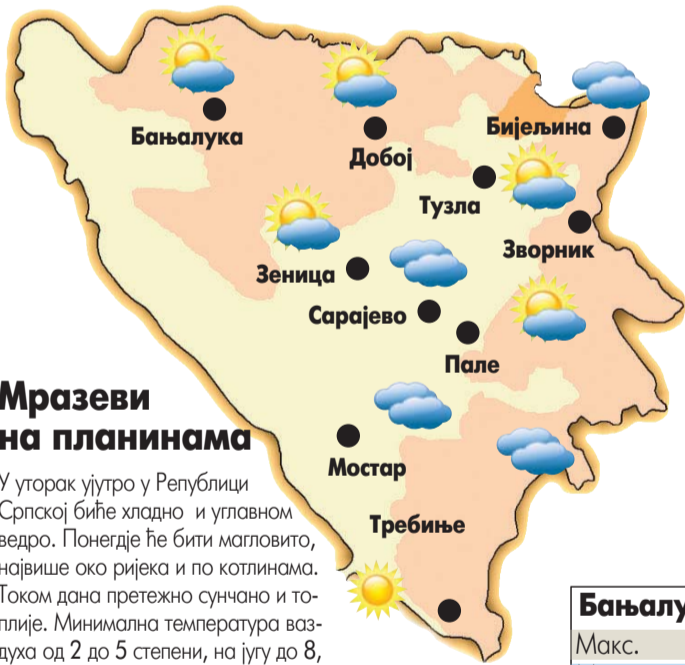 Бањалука
Добој
Бијељина
Тузла
Зворник
Зеница
Сарајево
Пале
Мостар
Требиње
Мразеви
на планинама
У уторак ујутро у Републици
Српској биће хладно и углавном
ведро. Понегдје ће бити магловито,
највише око ријека и по котлинама.
Током дана претежно сунчано и то-
плије. Минимална температура ваз-
духа од 2 до 5 степени, на југу до 8,
Макс.